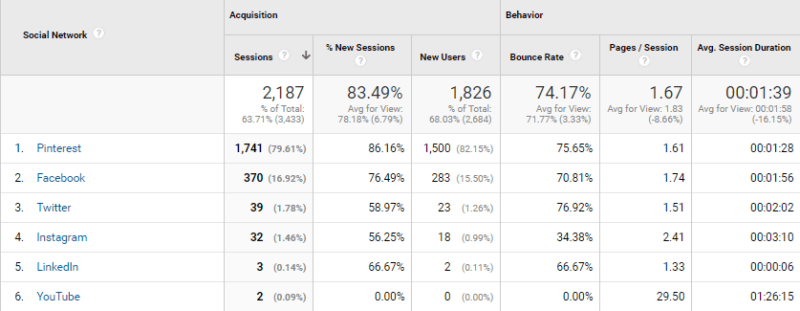 Acquisition Behavior
Social Network ?
Sessions ? ↓ % New Sessions ? New Users ? Bounce Rate ? Pages / Session ? Avg. Session Duration ?
2,187 83.49% 1,826 74.17% 1.67 00:01:39
% of Total: Avg for View: % of Total: Avg for View: Avg for View: 1.83 Avg for View: 00:01:58
63.71% (3,433) 78.18% (6.79%) 68.03% (2,684) 71.77% (3.33%) (-8.66%) (-16.15%)
1. Pinterest 1,741 (79.61%) 86.16% 1,500 (82.15%) 75.65% 1.61 00:01:28
2. Facebook 370 (16.92%) 76.49% 283 (15.50%) 70.81% 1.74 00:01:56
3. Twitter 39 (1.78%) 58.97% 23 (1.26%) 76.92% 1.51 00:02:02
4. Instagram 32 (1.46%) 56.25% 18 (0.99%) 34.38% 2.41 00:03:10
5. LinkedIn 3 (0.14%) 66.67% 2 (0.11%) 66.67% 1.33 00:00:06
6. YouTube 2 (0.09%) 0.00% 0 (0.00%) 0.00% 29.50 01:26:15